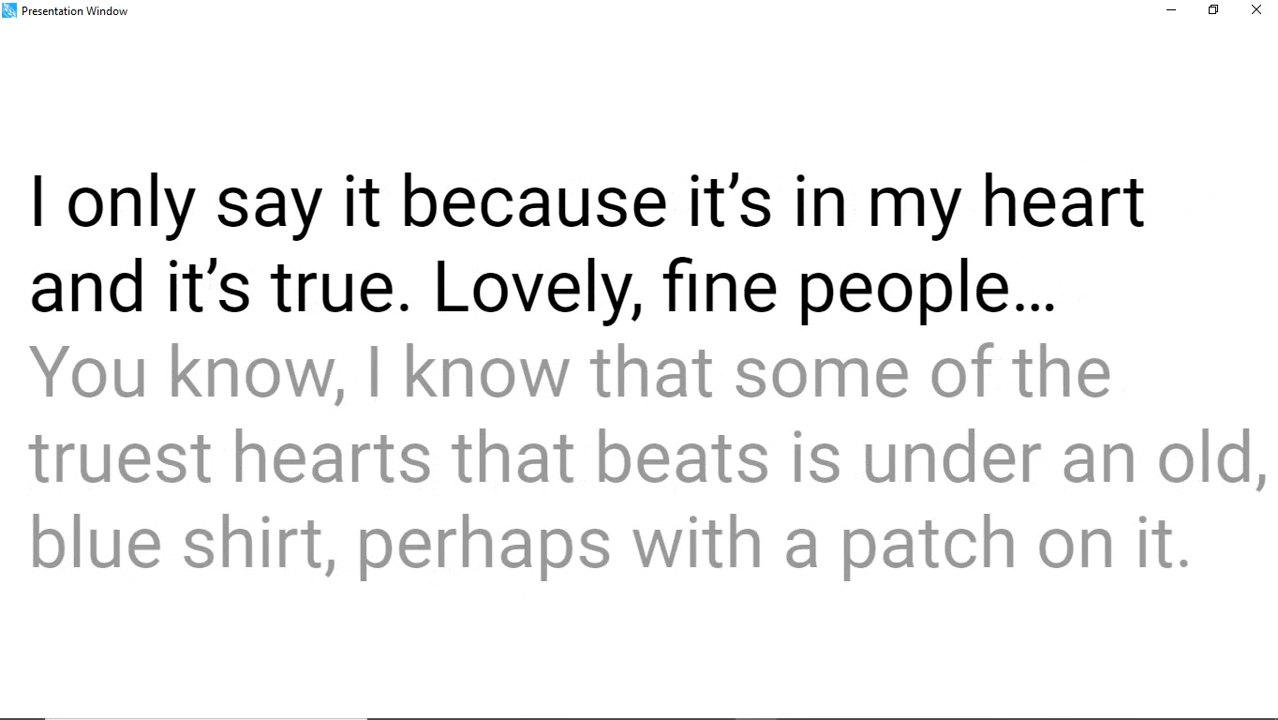 Presentation Window
I only say it because it’s in my heart
and it’s true. Lovely, fine people…
You know, I know that some of the
truest hearts that beats is under an old,
blue shirt, perhaps with a patch on it.